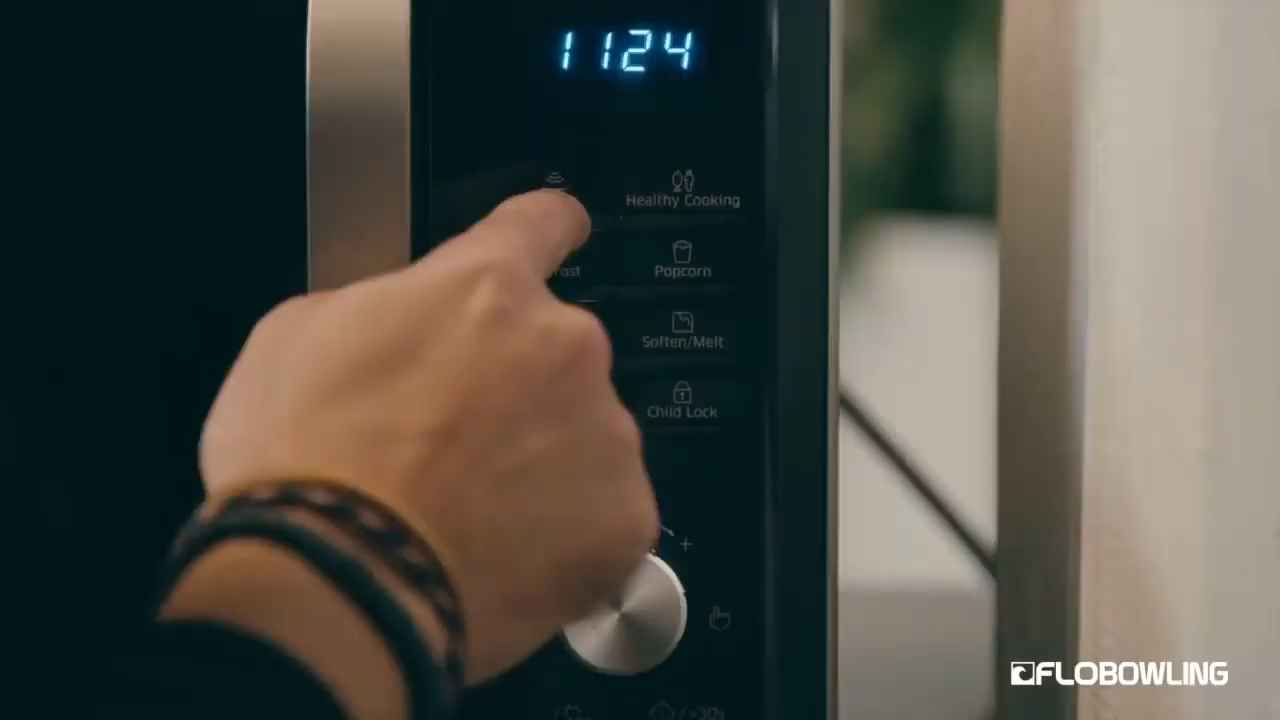 1124
Healthy Cooking
Popcorn
Soften/Melt
Child Lock
+
FLOBOWLING